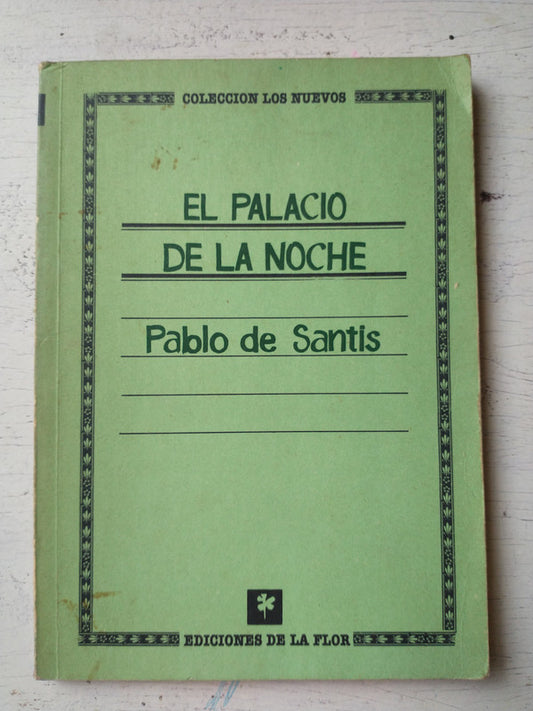 COLECCION LOS NUEVOS
EL PALACIO
DE LA NOCHE
Pablo de Santis
EDICIONES DE LA FLOR